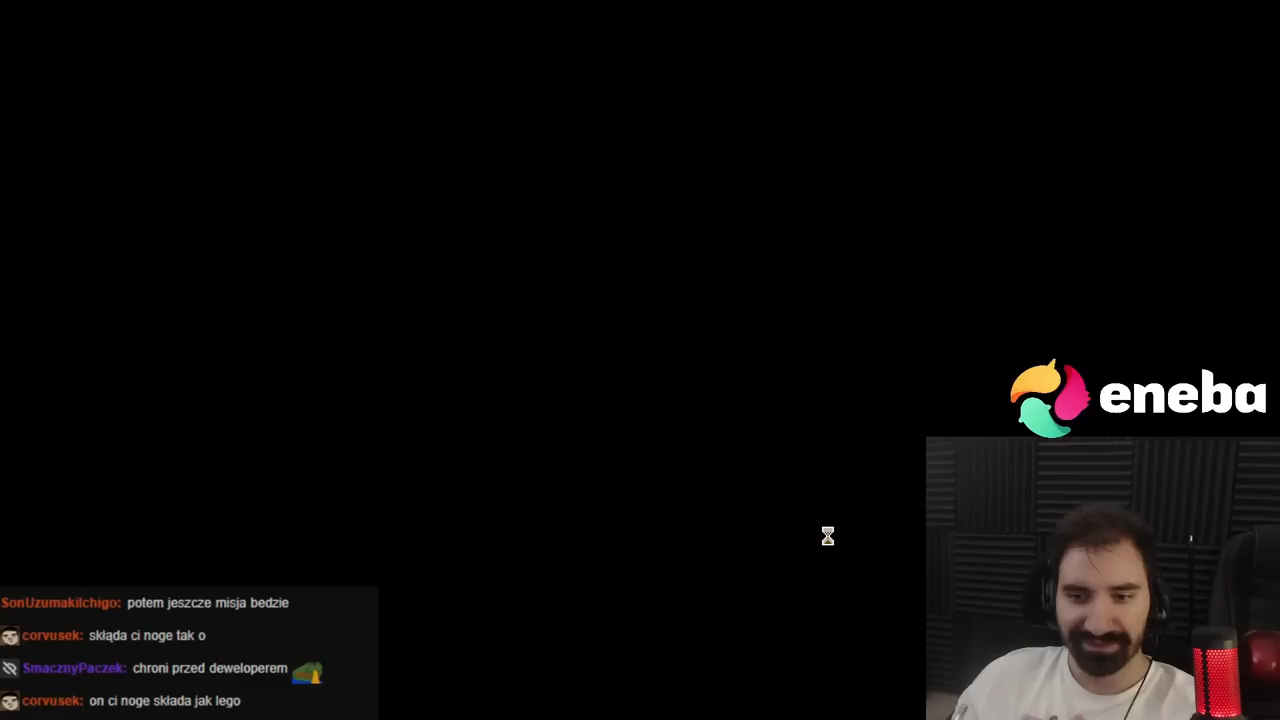 eneba
SonUzumakiIchigo: potem jeszcze misja bedzie
corvusek: skłąda ci noge tak o
SmacznyPaczek: chroni przed deweloperem
corvusek: on ci noge składa jak lego